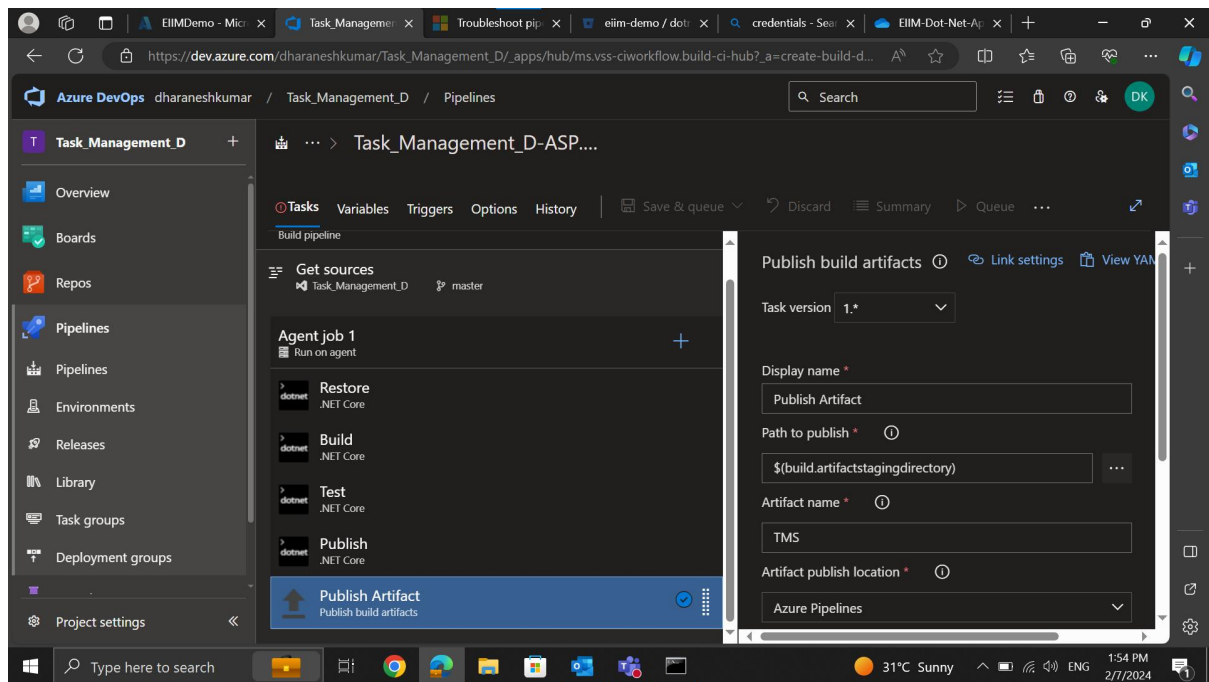 EIIMDemo - Micr
Task_Managemen
Troubleshoot pip
eiim-demo / dotr
credentials - Sear
EIIM-Dot-Net-Ap
https://dev.azure.com/dharaneshkumar/Task_Management_D/_apps/hub/ms.vss-ciworkflow.build-ci-hub?_a=create-build-d...
Azure DevOps dharaneshkumar / Task_Management_D / Pipelines
Search
DK
T Task_Management_D +
Overview
Boards
Repos
Pipelines
Pipelines
Environments
Releases
Library
Task groups
Deployment groups
Project settings
... > Task_Management_D-ASP....
Tasks Variables Triggers Options History Save & queue Discard Summary Queue ...
Build pipeline
Get sources
Task_Management_D master
Agent job 1
Run on agent
dotnet
Restore
.NET Core
dotnet
Build
.NET Core
dotnet
Test
.NET Core
dotnet
Publish
.NET Core
Publish Artifact
Publish build artifacts
Publish build artifacts Link settings View YAM
Task version 1.*
Display name *
Publish Artifact
Path to publish *
$(build.artifactstagingdirectory)
...
Artifact name *
TMS
Artifact publish location *
Azure Pipelines
Type here to search
31°C Sunny
ENG
1:54 PM
2/7/2024
1